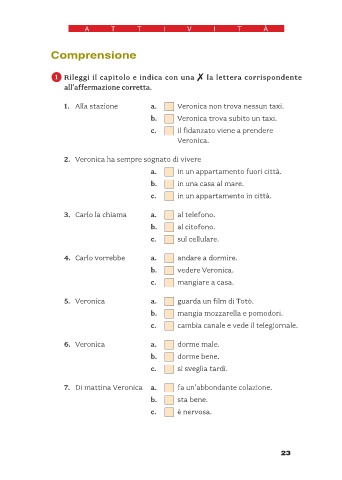 ATTIVITÀ
Comprensione
1 Rileggi il capitolo e indica con una ✗ la lettera corrispondente
all'affermazione corretta.
1. Alla stazione a. Veronica non trova nessun taxi.
b. Veronica trova subito un taxi.
c. il fidanzato viene a prendere
Veronica.
2. Veronica ha sempre sognato di vivere
a. in un appartamento fuori città.
b. in una casa al mare.
c. in un appartamento in città.
3. Carlo la chiama a. al telefono.
b. al citofono.
c. sul cellulare.
4. Carlo vorrebbe a. andare a dormire.
b. vedere Veronica.
c. mangiare a casa.
5. Veronica a. guarda un film di Totò.
b. mangia mozzarella e pomodori.
c. cambia canale e vede il telegiornale.
6. Veronica a. dorme male.
b. dorme bene.
c. si sveglia tardi.
7. Di mattina Veronica a. fa un'abbondante colazione.
b. sta bene.
c. è nervosa.
23